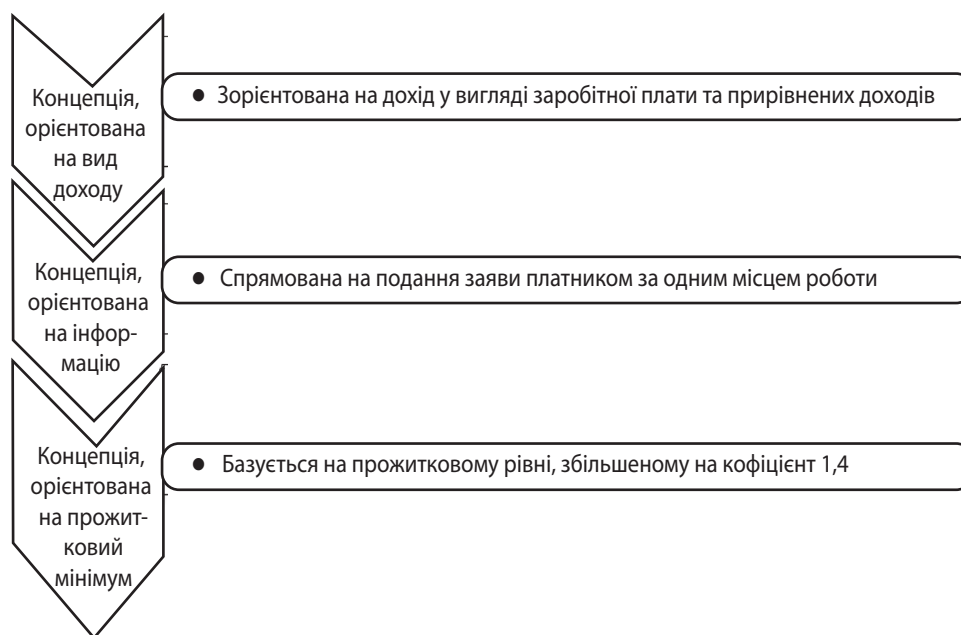 Концепція,
орієнтована
на вид
доходу
● Зорієнтована на дохід у вигляді заробітної плати та прирівнених доходів
Концепція,
орієнтована
на інфор-
мацію
● Спрямована на подання заяви платником за одним місцем роботи
Концепція,
орієнтована
на прожит-
ковий
мінімум
● Базується на прожитковому рівні, збільшеному на кофіцієнт 1,4